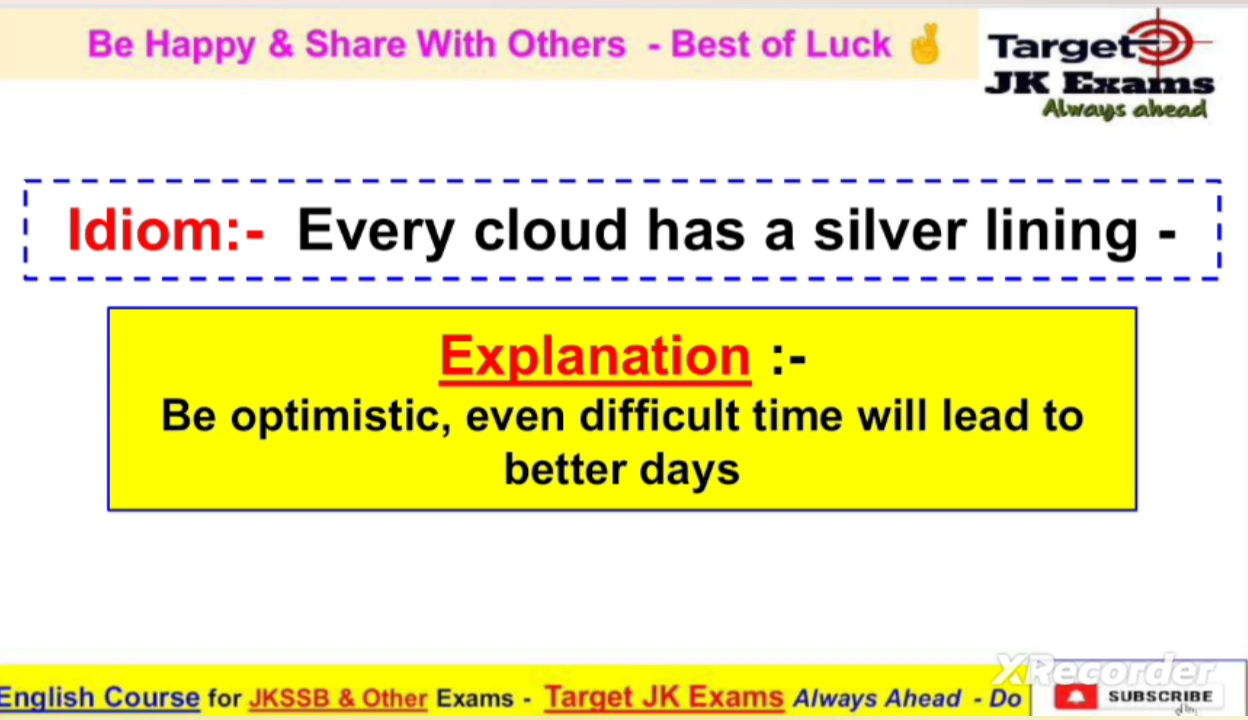 Be Happy & Share With Others - Best of Luck ✌
Target
JK Exams
Always ahead
Idiom:- Every cloud has a silver lining -
Explanation :-
Be optimistic, even difficult time will lead to
better days
XRecorder
English Course for JKSSB & Other Exams - Target JK Exams Always Ahead - Do
SUBSCRIBE